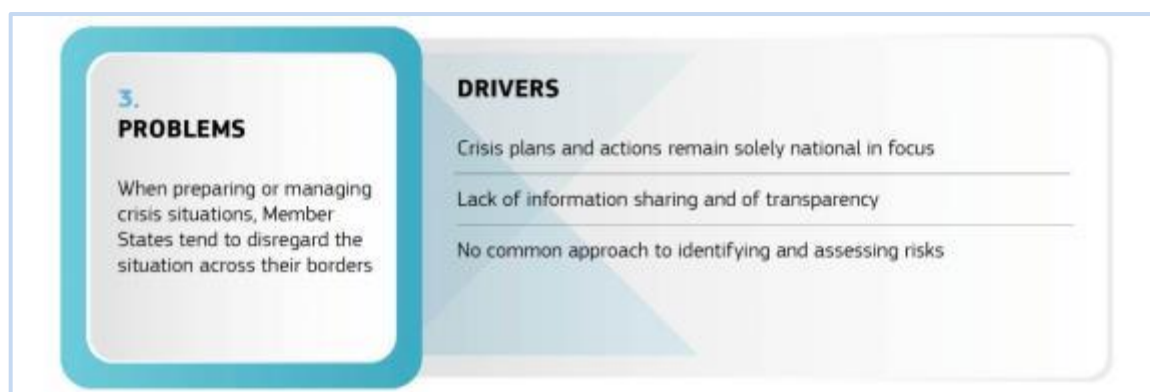 3.
PROBLEMS
When preparing or managing
crisis situations, Member
States tend to disregard the
situation across their borders
DRIVERS
Crisis plans and actions remain solely national in focus
Lack of information sharing and of transparency
No common approach to identifying and assessing risks